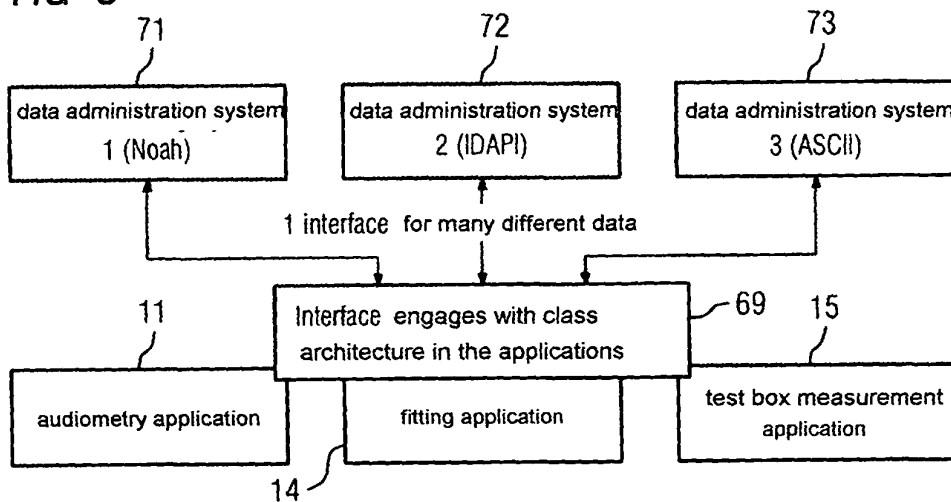 71
72
73
data administration system
1 (Noah)
data administration system
2 (IDAPI)
data administration system
3 (ASCII)
1 interface for many different data
Interface engages with class
architecture in the applications
69
11
15
audiometry application
fitting application
test box measurement
application
14